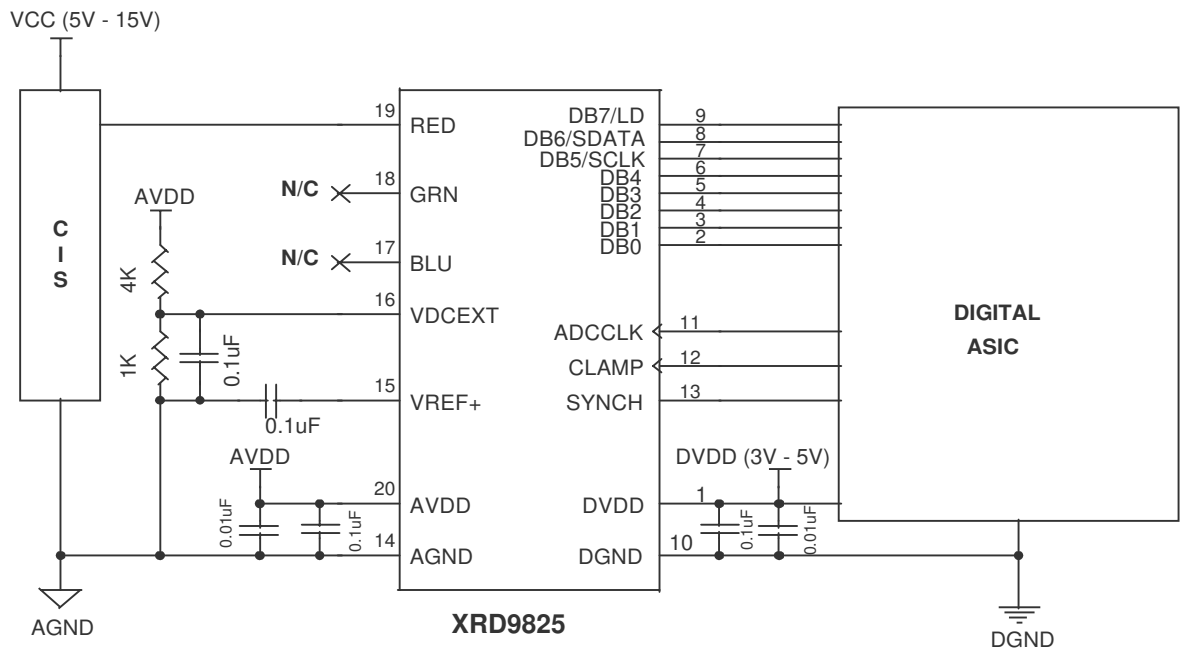 VCC (5V - 15V)
CIS
AVDD
4K
1K
0.1uF
0.1uF
AVDD
0.01uF
0.1uF
AGND
N/C
N/C
19
18
17
16
15
20
14
RED
GRN
BLU
VDCEXT
VREF+
AVDD
AGND
DB7/LD
DB6/SDATA
DB5/SCLK
DB4
DB3
DB2
DB1
DB0
ADCCLK
CLAMP
SYNCH
DVDD
DGND
XRD9825
9
8
7
6
5
4
3
2
11
12
13
DVDD (3V - 5V)
1
0.1uF
0.01uF
10
DIGITAL
ASIC
DGND